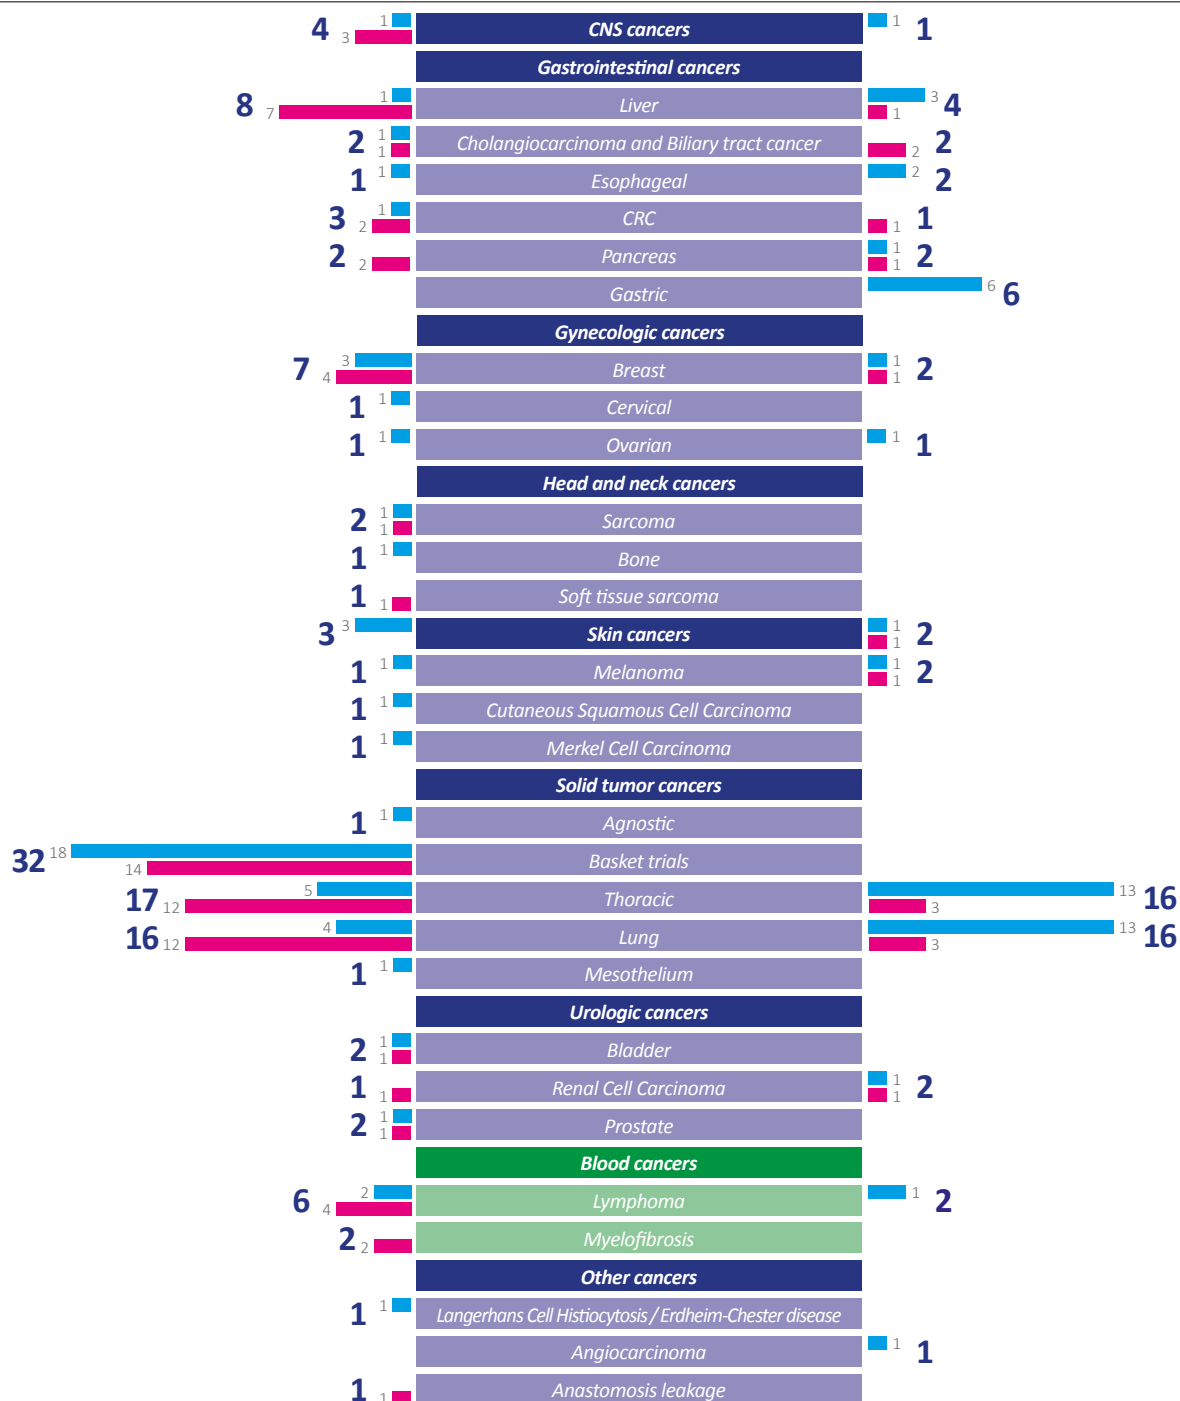 4 1 3 CNS cancers 1 1
Gastrointestinal cancers
8 1 7 Liver 3 1 4
2 1 1 Cholangiocarcinoma and Biliary tract cancer 2 2
1 1 Esophageal 2 2
3 1 2 CRC 1 1
2 2 Pancreas 1 1 2
Gastric 6 6
Gynecologic cancers
7 3 4 Breast 1 1 2
1 1 Cervical
1 1 Ovarian 1 1
Head and neck cancers
2 1 1 Sarcoma
1 1 Bone
1 1 Soft tissue sarcoma
3 3 Skin cancers 1 1 2
1 1 Melanoma 1 1 2
1 1 Cutaneous Squamous Cell Carcinoma
1 1 Merkel Cell Carcinoma
Solid tumor cancers
1 1 Agnostic
32 18 14 Basket trials
17 5 12 Thoracic 13 3 16
16 4 12 Lung 13 3 16
1 1 Mesothelium
Urologic cancers
2 1 1 Bladder
1 1 Renal Cell Carcinoma 1 1 2
2 1 1 Prostate
Blood cancers
6 2 4 Lymphoma 1 2
2 2 Myelofibrosis
Other cancers
1 1 Langerhans Cell Histiocytosis / Erdheim-Chester disease
Angiocarcinoma 1 1
1 1 Anastomosis leakage